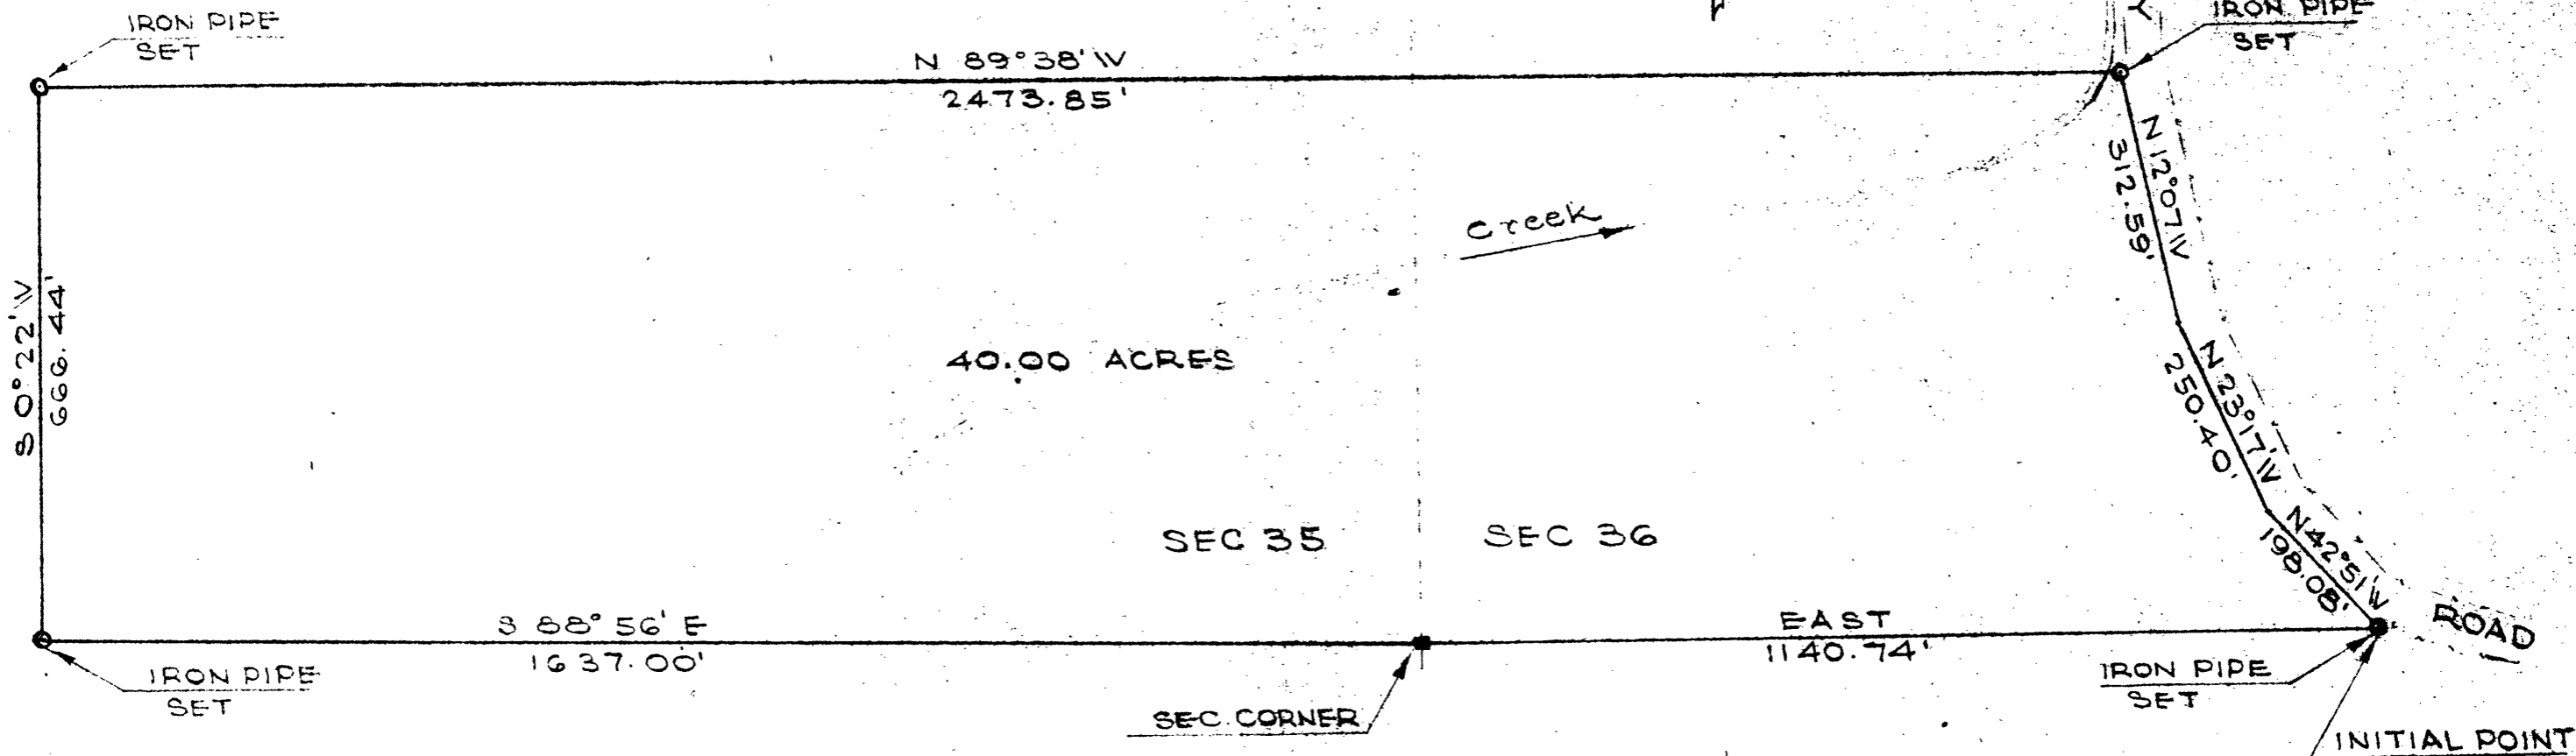 IRON PIPE
SET
N 89°38' W
2473.85'
Y
IRON PIPE
SET
N 12°07' W
312.59'
Creek
S 0°22' W
666.44'
40.00 ACRES
N 23°17' W
250.40'
SEC 35
SEC 36
N 42°51' W
198.08'
S 88°56' E
1637.00'
EAST
1140.74'
ROAD
IRON PIPE
SET
SEC. CORNER
IRON PIPE
SET
INITIAL POINT